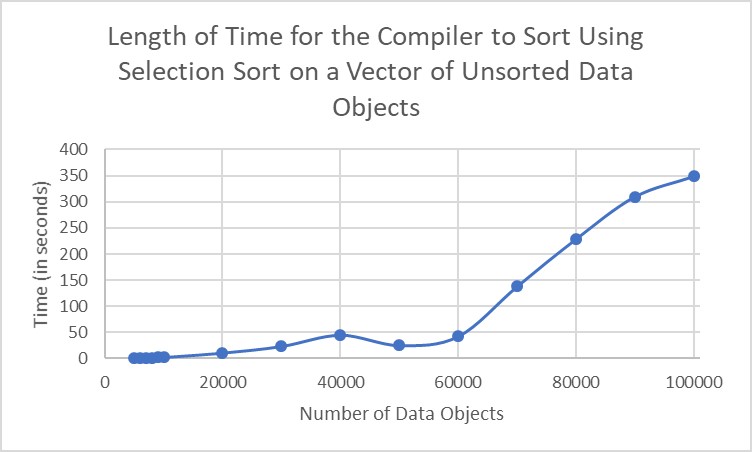 Length of Time for the Compiler to Sort Using
Selection Sort on a Vector of Unsorted Data
Objects
400
350
300
250
200
150
100
50
0
Time (in seconds)
0 20000 40000 60000 80000 100000
Number of Data Objects